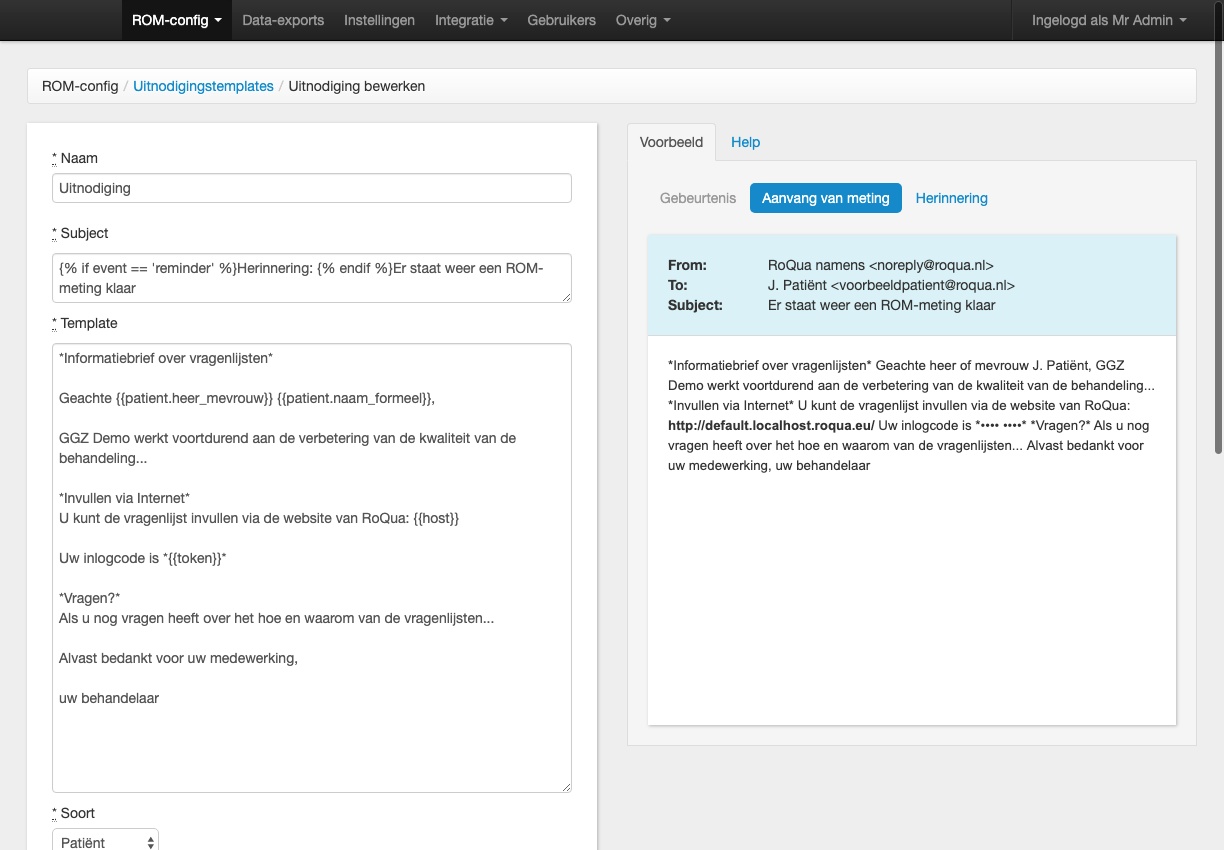 ROM-config Data-exports Instellingen Integratie Gebruikers Overig Ingelogd als Mr Admin
ROM-config / Uitnodigingstemplates / Uitnodiging bewerken
* Naam
Uitnodiging
* Subject
{% if event == 'reminder' %}Herinnering: {% endif %}Er staat weer een ROM-
meting klaar
* Template
*Informatiebrief over vragenlijsten*
Geachte {{patient.heer_mevrouw}} {{patient.naam_formeel}},
GGZ Demo werkt voortdurend aan de verbetering van de kwaliteit van de
behandeling...
*Invullen via Internet*
U kunt de vragenlijst invullen via de website van RoQua: {{host}}
Uw inlogcode is *{{token}}*
*Vragen?*
Als u nog vragen heeft over het hoe en waarom van de vragenlijsten...
Alvast bedankt voor uw medewerking,
uw behandelaar
* Soort
Patiënt
Voorbeeld Help
Gebeurtenis Aanvang van meting Herinnering
From: RoQua namens <noreply@roqua.nl>
To: J. Patiënt <voorbeeldpatient@roqua.nl>
Subject: Er staat weer een ROM-meting klaar
*Informatiebrief over vragenlijsten* Geachte heer of mevrouw J. Patiënt, GGZ
Demo werkt voortdurend aan de verbetering van de kwaliteit van de behandeling...
*Invullen via Internet* U kunt de vragenlijst invullen via de website van RoQua:
http://default.localhost.roqua.eu/ Uw inlogcode is *•••• ••••* *Vragen?* Als u nog
vragen heeft over het hoe en waarom van de vragenlijsten... Alvast bedankt voor
uw medewerking, uw behandelaar